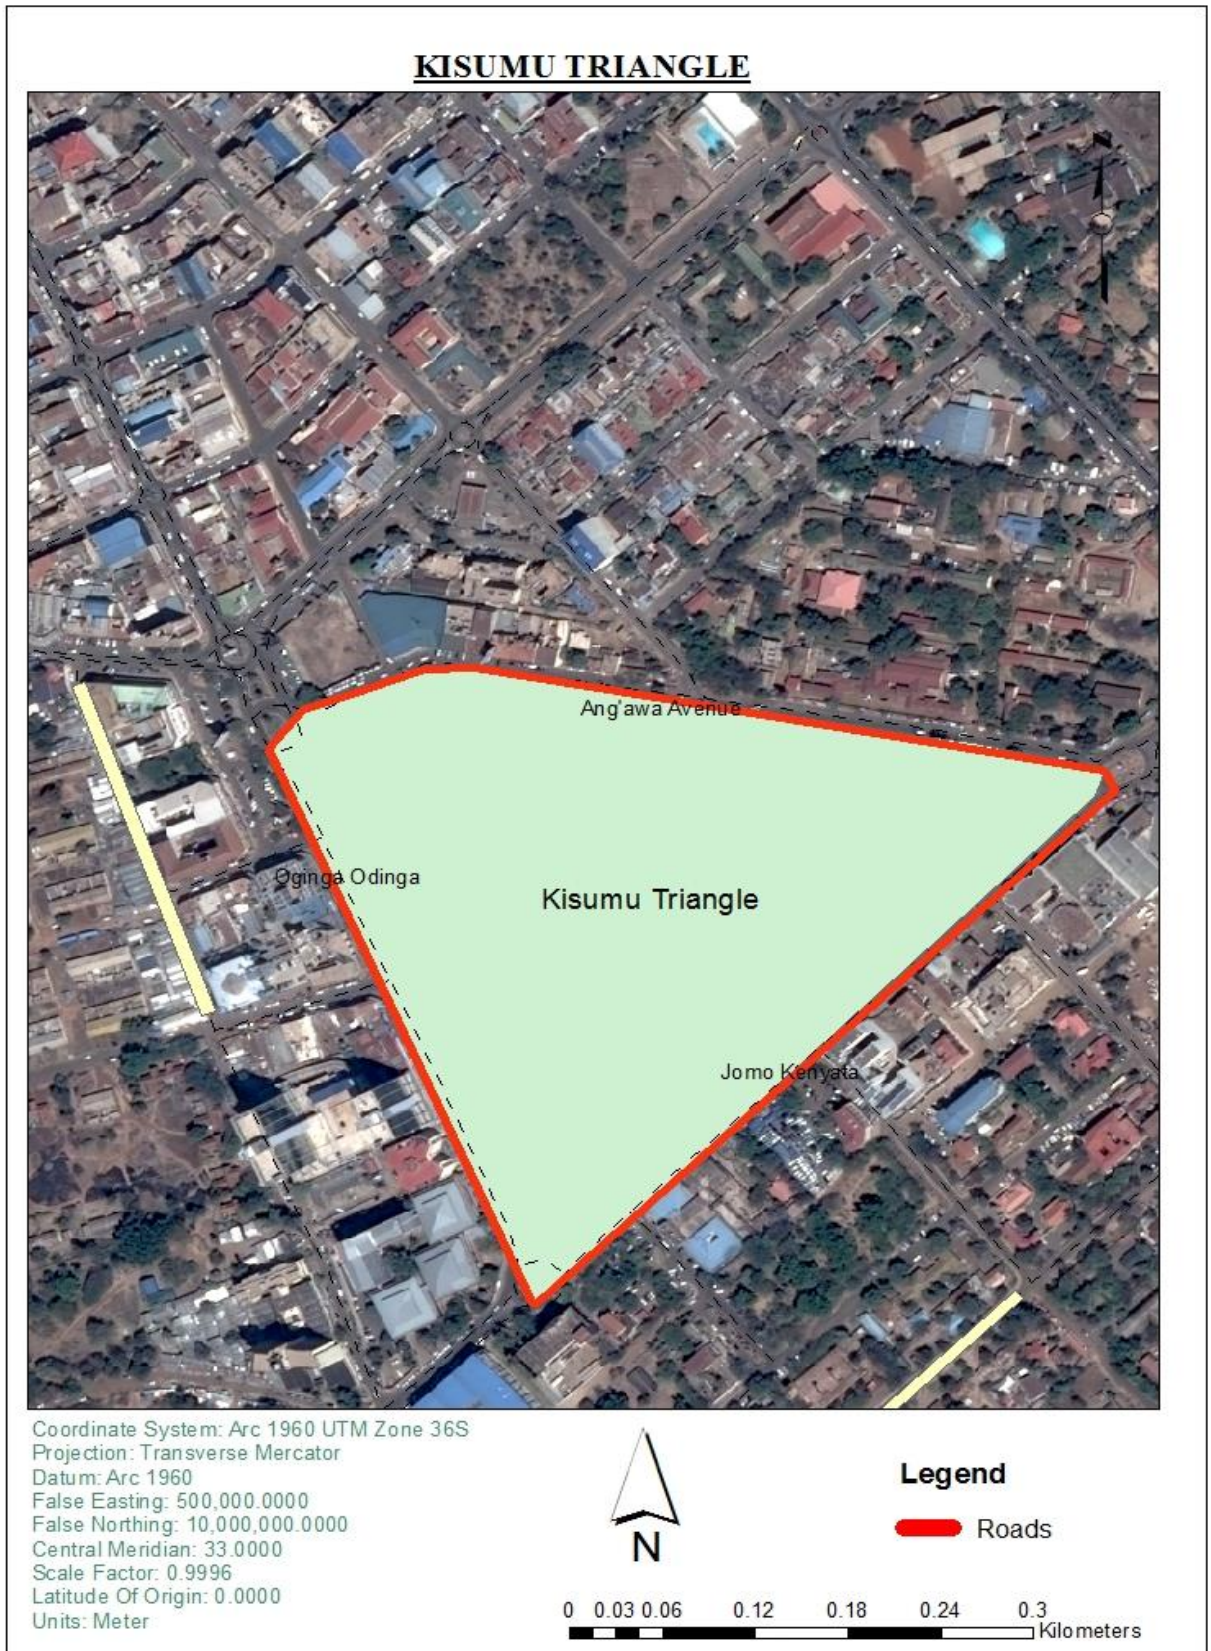 KISUMU TRIANGLE
Ang'awa Avenue
Oginga Odinga
Kisumu Triangle
Jomo Kenyata
Coordinate System: Arc 1960 UTM Zone 36S
Projection: Transverse Mercator
Datum: Arc 1960
False Easting: 500,000.0000
False Northing: 10,000,000.0000
Central Meridian: 33.0000
Scale Factor: 0.9996
Latitude Of Origin: 0.0000
Units: Meter
N
Legend
Roads
0 0.03 0.06 0.12 0.18 0.24 0.3
Kilometers